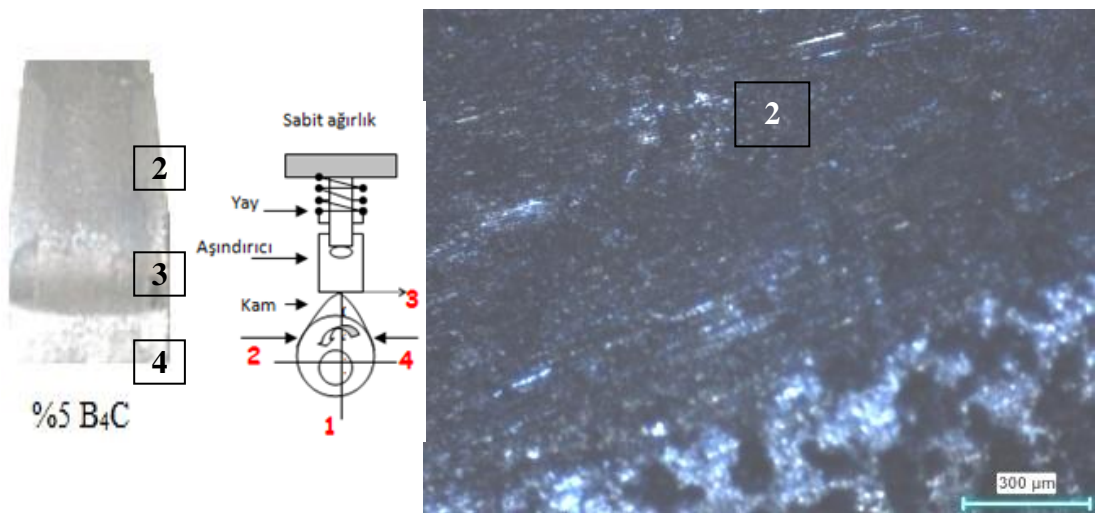 2
3
4
%5 B₄C
Sabit ağırlık
Yay
Aşındırıcı
Kam
3
2
4
1
2
300 µm